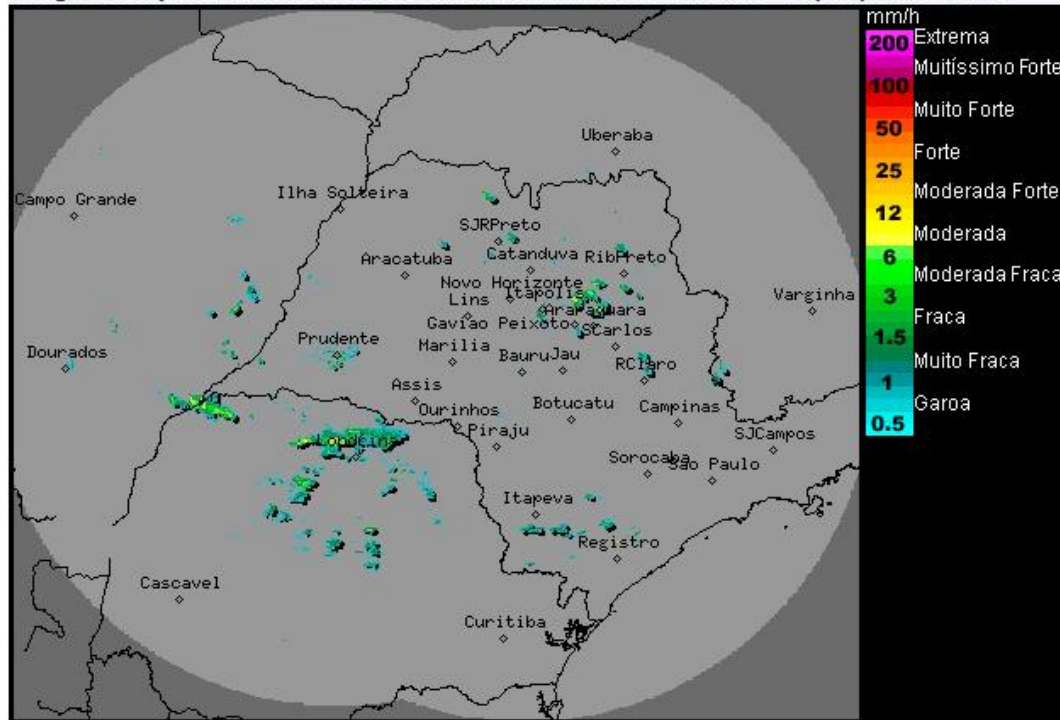 mm/h
200 Extrema
Muitíssimo Forte
100
Muito Forte
50
Forte
25
Moderada Forte
12
Moderada
6
Moderada Fraca
3
Fraca
1.5
Muito Fraca
1
Garoa
0.5
Uberaba
Campo Grande
Ilha Solteira
SJRPreto
Aracatuba
Catanduva
RibPreto
Novo Horizonte
Itapolis
Lins
Araraquara
Varginha
Gaviao Peixoto
SCarlos
Dourados
Prudente
Marilia
Bauru
Jau
RClaro
Assis
Ourinhos
Botucatu
Campinas
Londrina
Piraju
SJCampos
Sorocaba
Sao Paulo
Itapeva
Registro
Cascavel
Curitiba